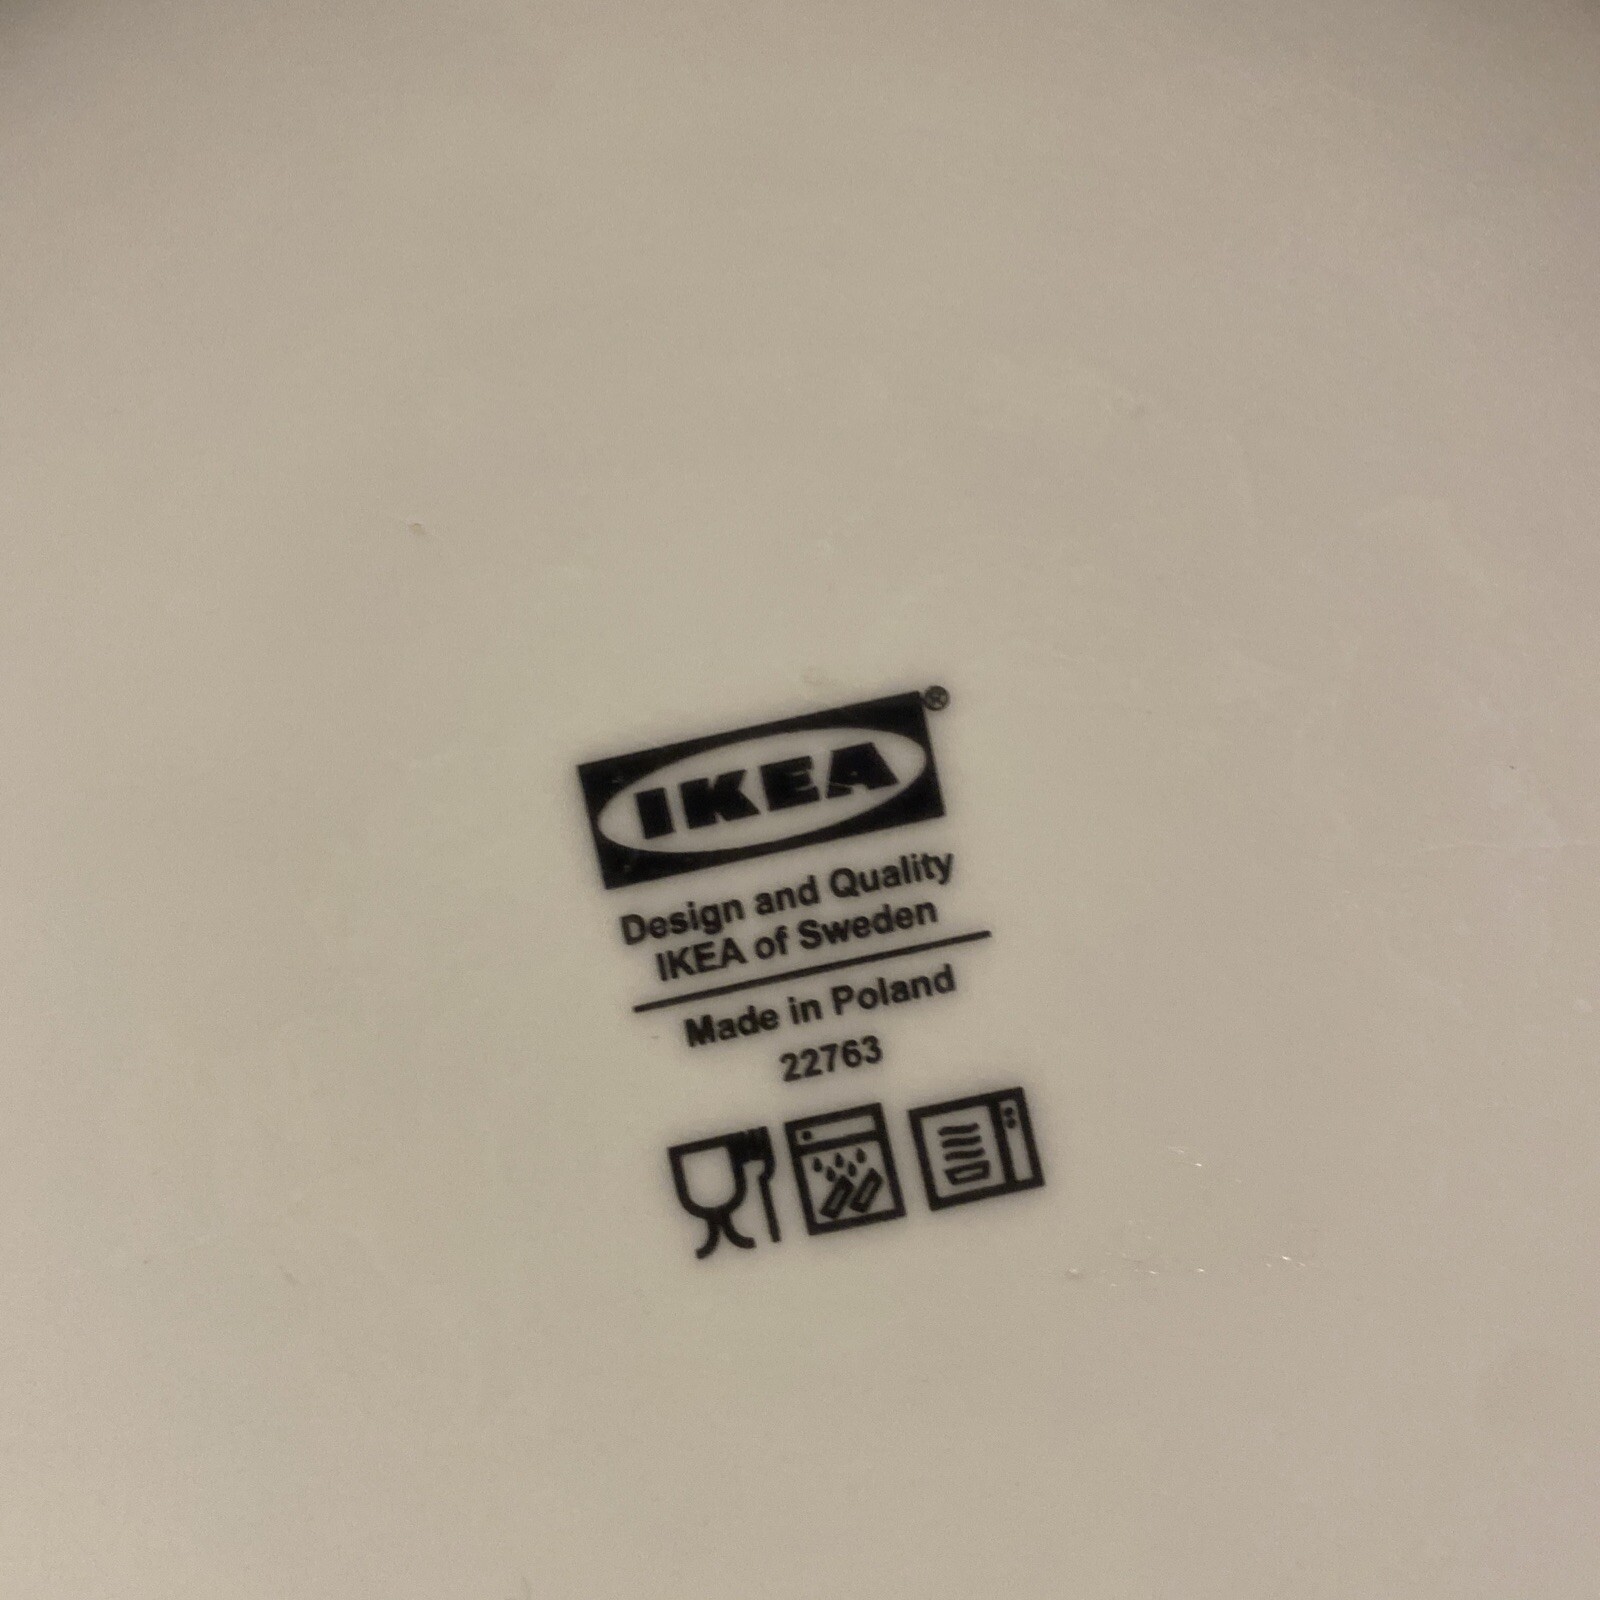 IKEA®
Design and Quality
IKEA of Sweden
Made in Poland
22763